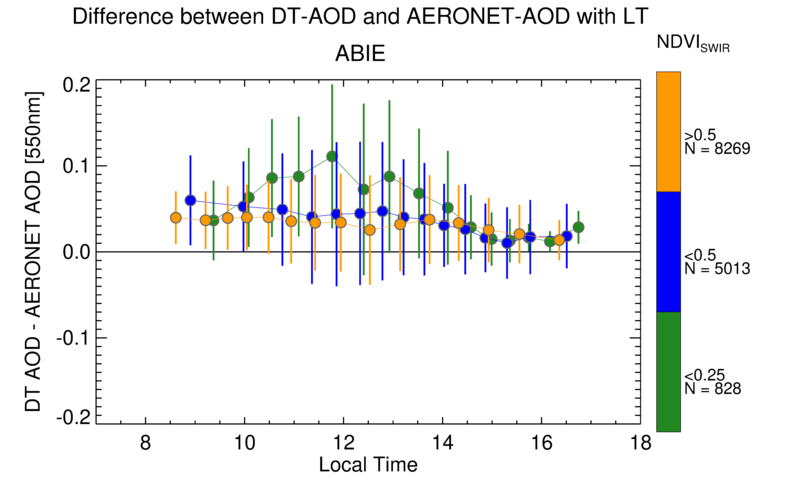 Difference between DT-AOD and AERONET-AOD with LT
ABIE
NDVI_SWIR
DT AOD - AERONET AOD [550nm]
0.2
0.1
0.0
-0.1
-0.2
8 10 12 14 16 18
Local Time
>0.5
N = 8269
<0.5
N = 5013
<0.25
N = 828